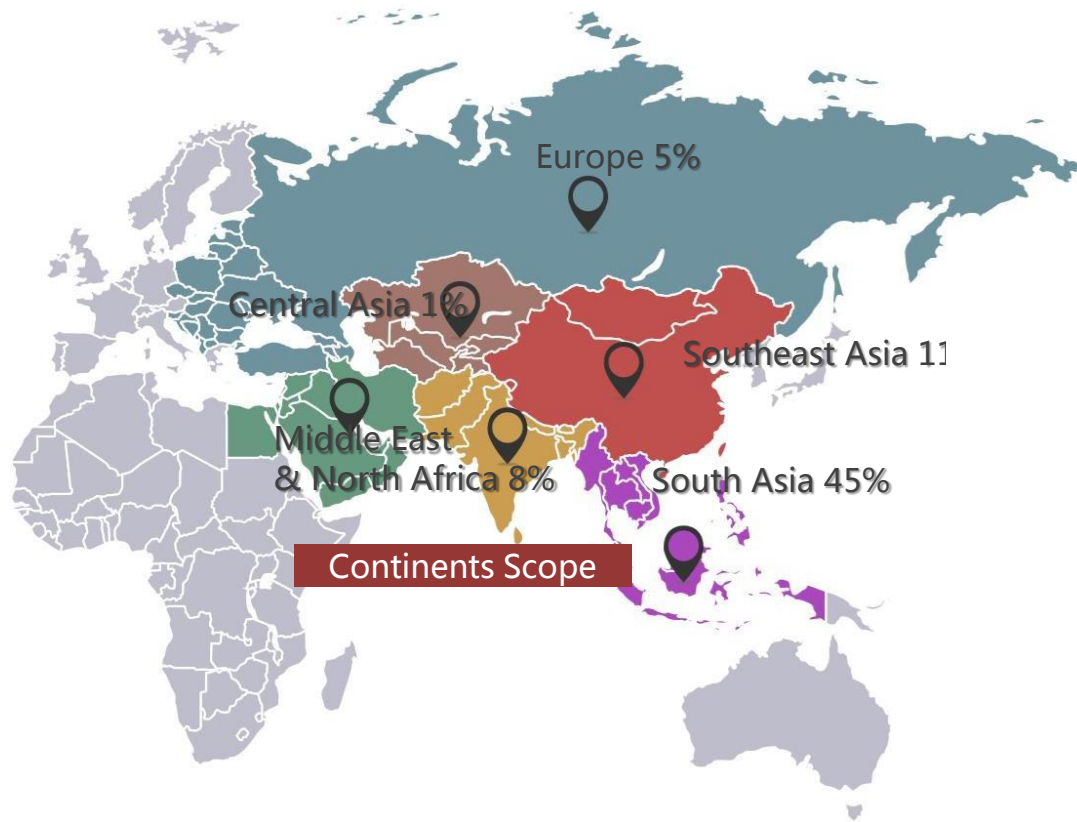 Europe 5%
Central Asia 1%
Southeast Asia 11
Middle East
& North Africa 8%
South Asia 45%
Continents Scope